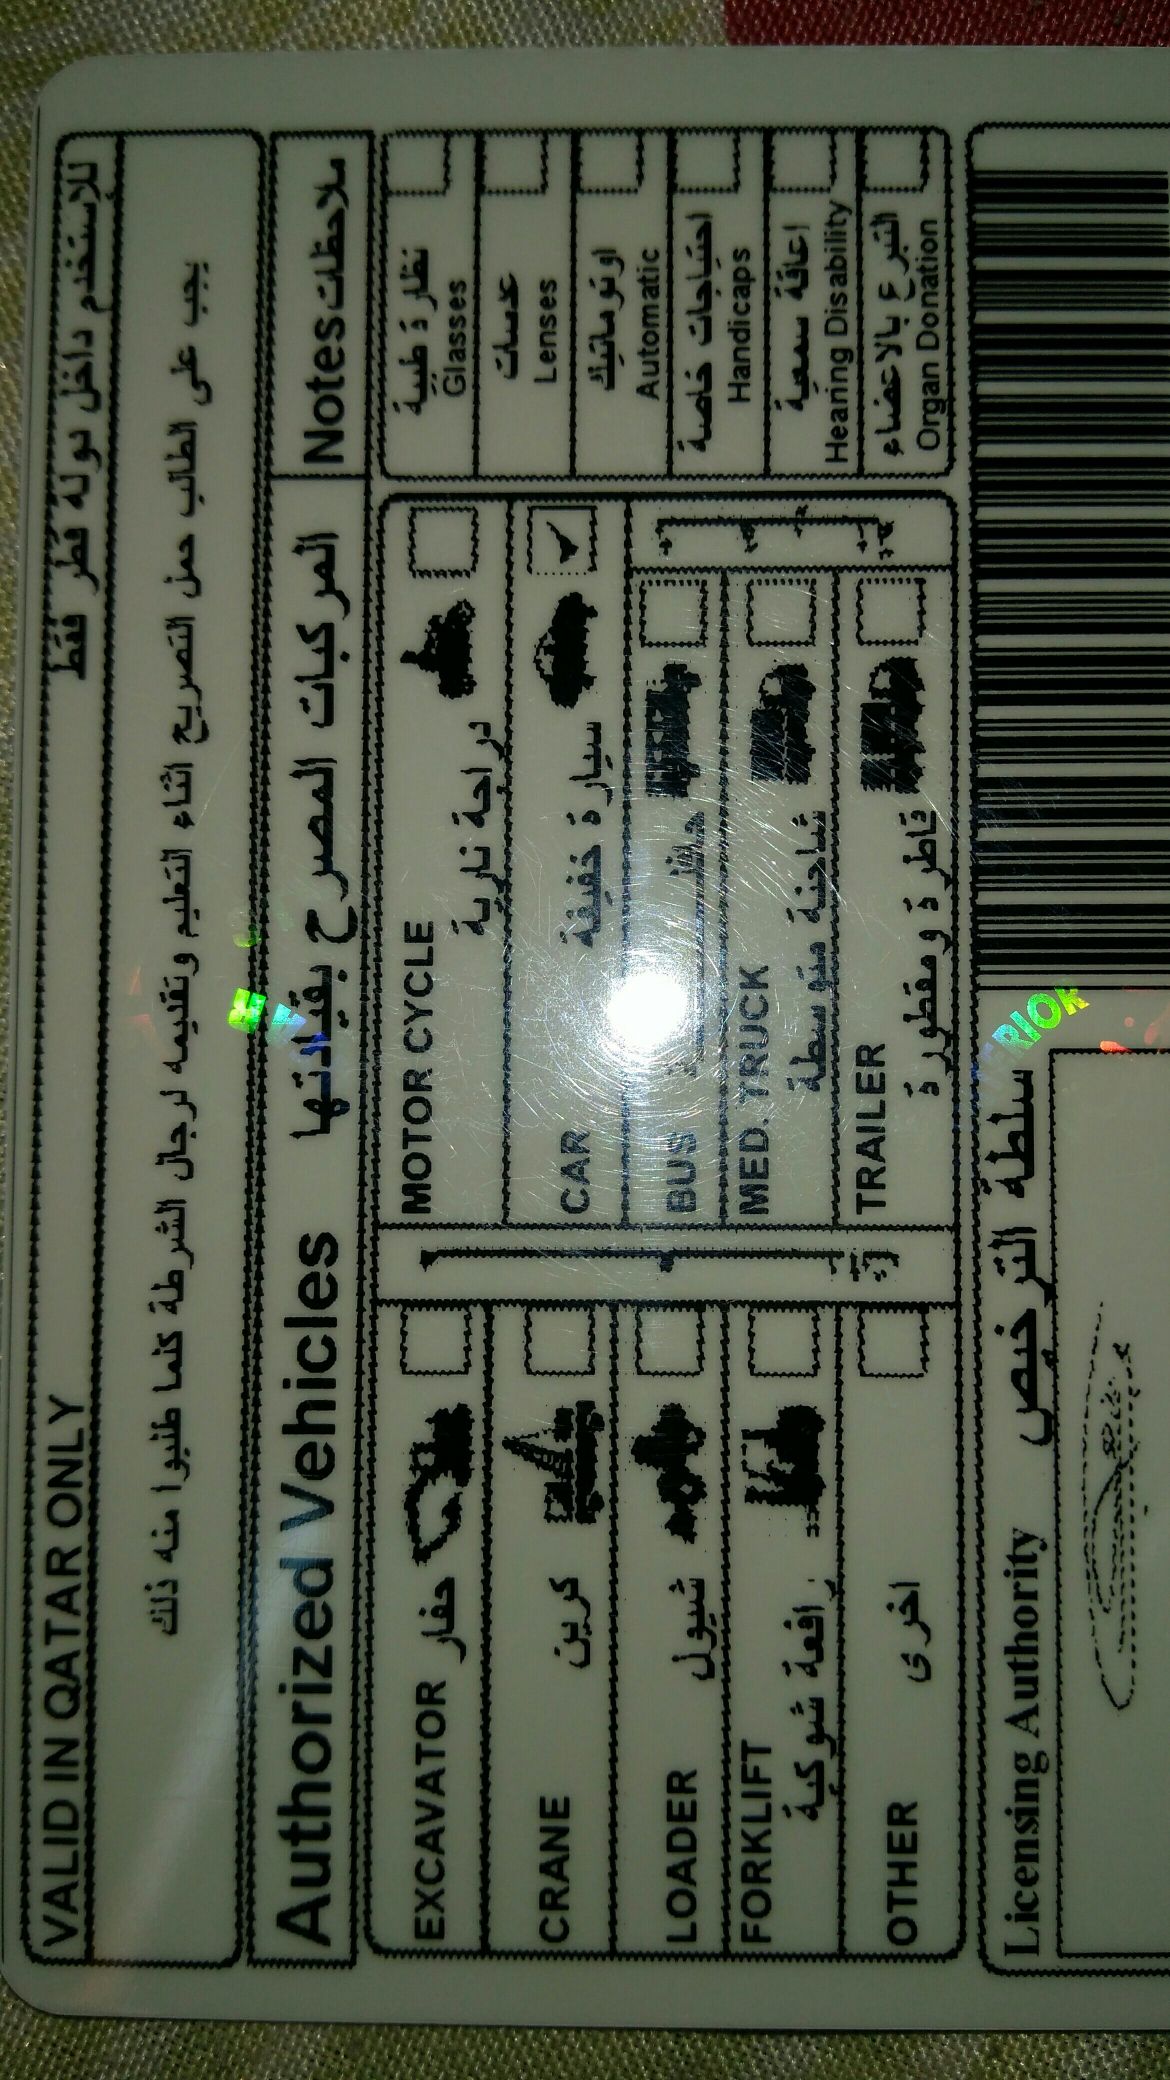 VALID IN QATAR ONLY للإستخدم داخل دولة قطر فقط
يجب على الطالب حمل التصريح اثناء التعليم وتقديمه لرجال الشرطة كلما طلبوا منه ذلك
Authorized Vehicles المركبات المصرح بقيادتها
Notes ملاحظات
EXCAVATOR حفار
CRANE كرين
LOADER شيول
FORKLIFT
رافعة شوكية
OTHER اخرى
MOTOR CYCLE
دراجة نارية
CAR سيارة خفيفة
BUS
MED. TRUCK
شاحنة متوسطة
TRAILER
قاطرة ومقطورة
نظارة طبية
Glasses
عدسات
Lenses
اوتوماتيك
Automatic
احتياجات خاصة
Handicaps
اعاقة سمعية
Hearing Disability
التبرع بالاعضاء
Organ Donation
Licensing Authority سلطة الترخيص